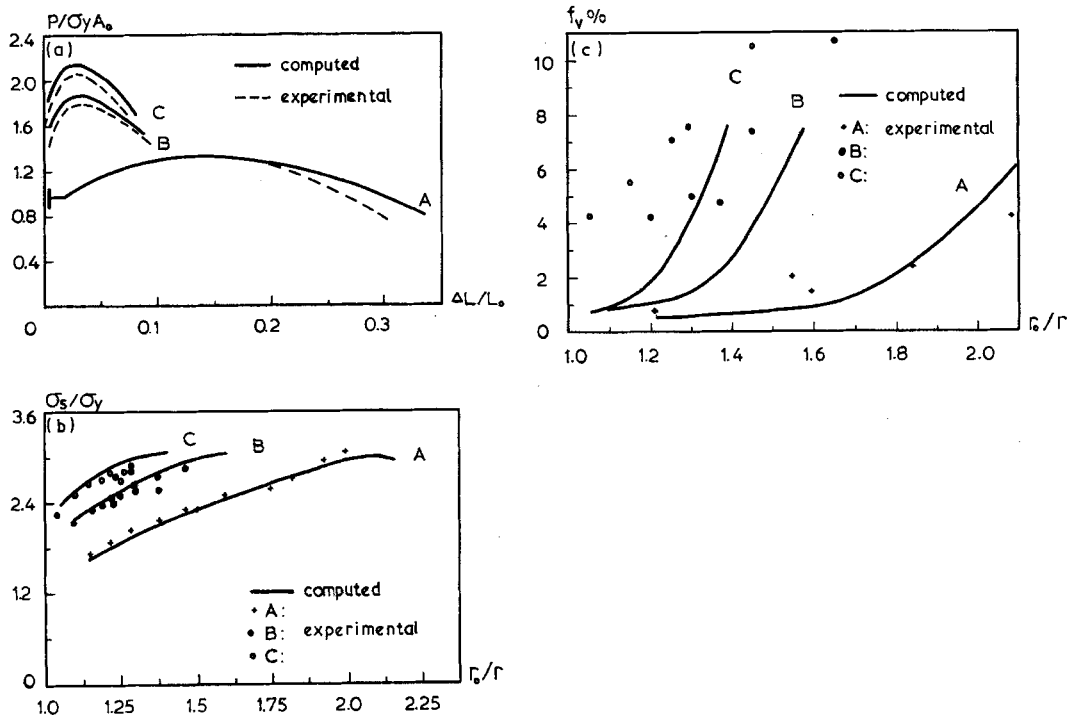 P/σyA₀
2.4
(a)
2.0
1.6
1.2
0.8
0.4
0
computed
experimental
C
B
A
0.1
0.2
0.3
ΔL/L₀
fv%
10
(c)
8
6
4
2
0
C
B
A
computed
A: experimental
B:
C:
1.0
1.2
1.4
1.6
1.8
2.0
r₀/r
σs/σy
3.6
(b)
2.4
1.2
0
C
B
A
computed
A:
B: experimental
C:
1.0
1.25
1.50
1.75
2.0
2.25
r₀/r